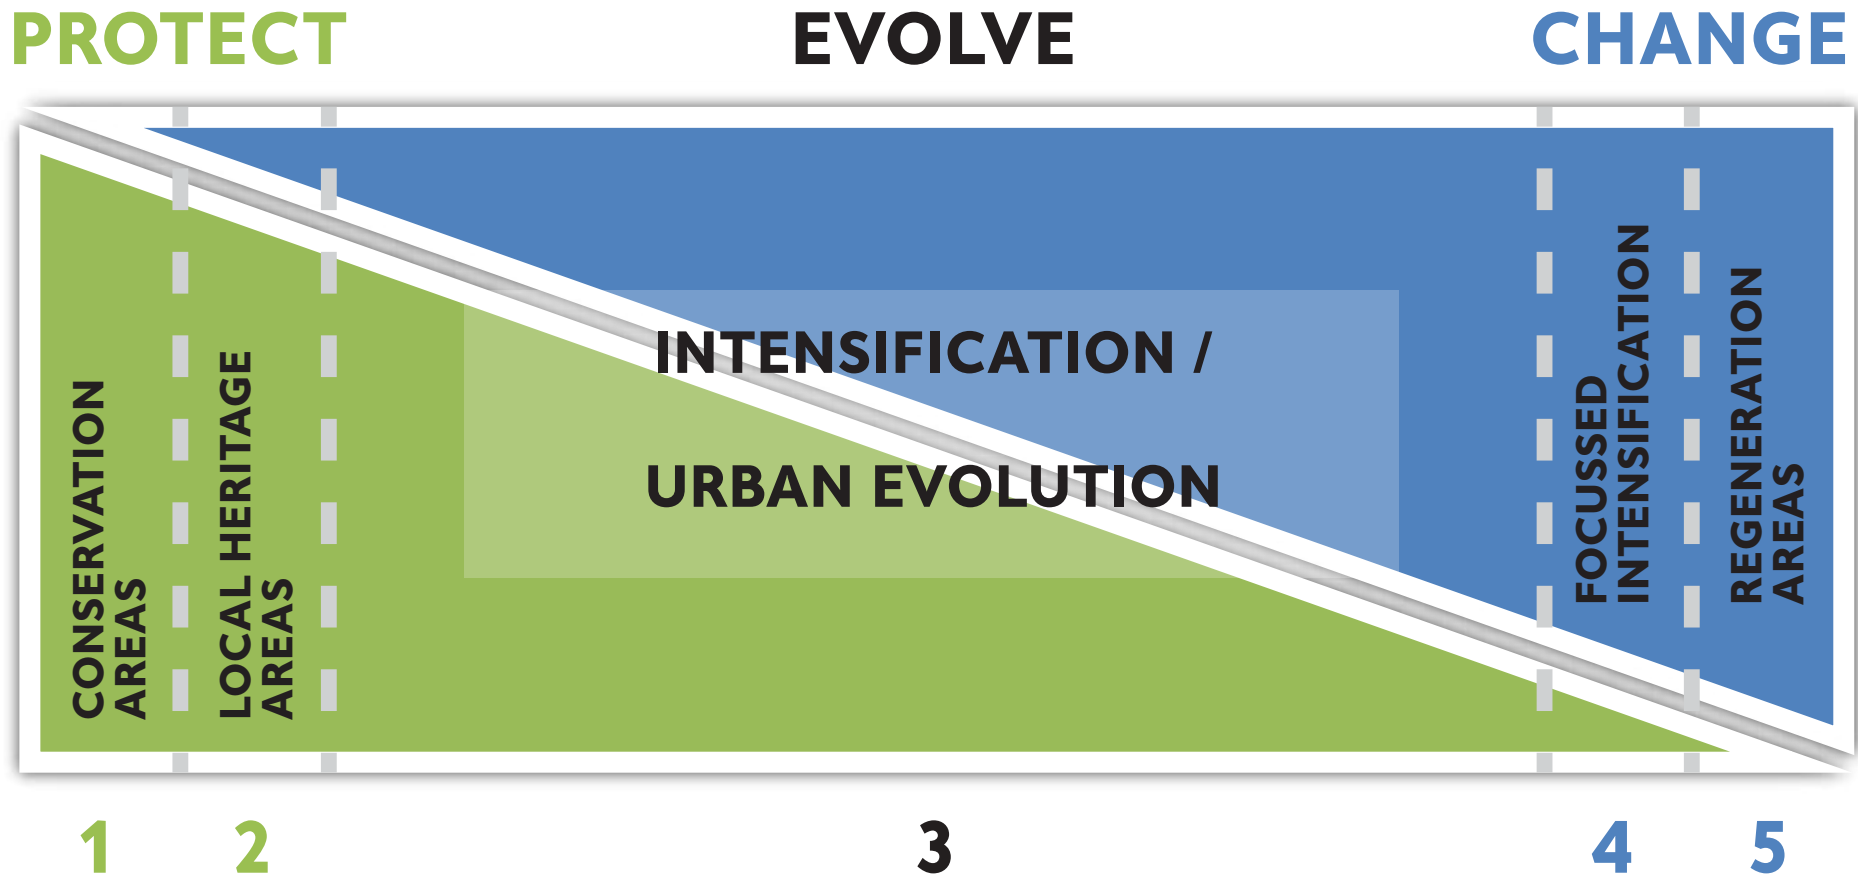 PROTECT
EVOLVE
CHANGE
CONSERVATION
AREAS
LOCAL HERITAGE
AREAS
INTENSIFICATION /
URBAN EVOLUTION
FOCUSSED
INTENSIFICATION
REGENERATION
AREAS
1
2
3
4
5